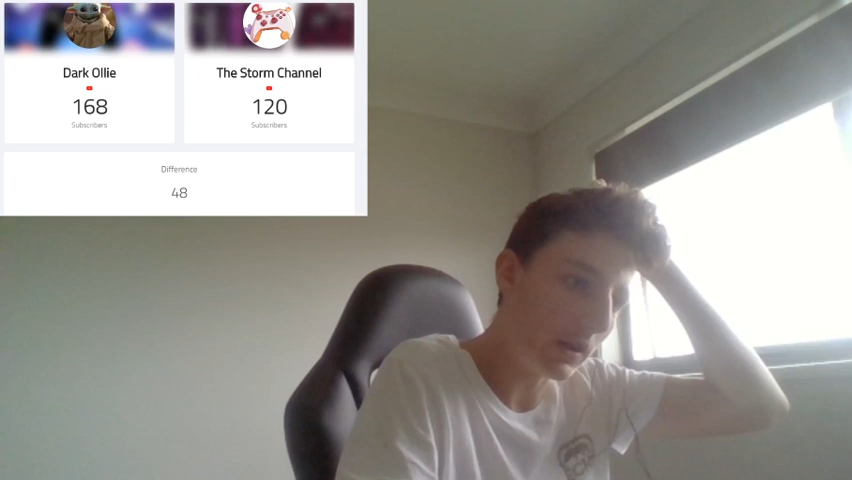 Dark Ollie
The Storm Channel
168
120
Subscribers
Subscribers
Difference
48